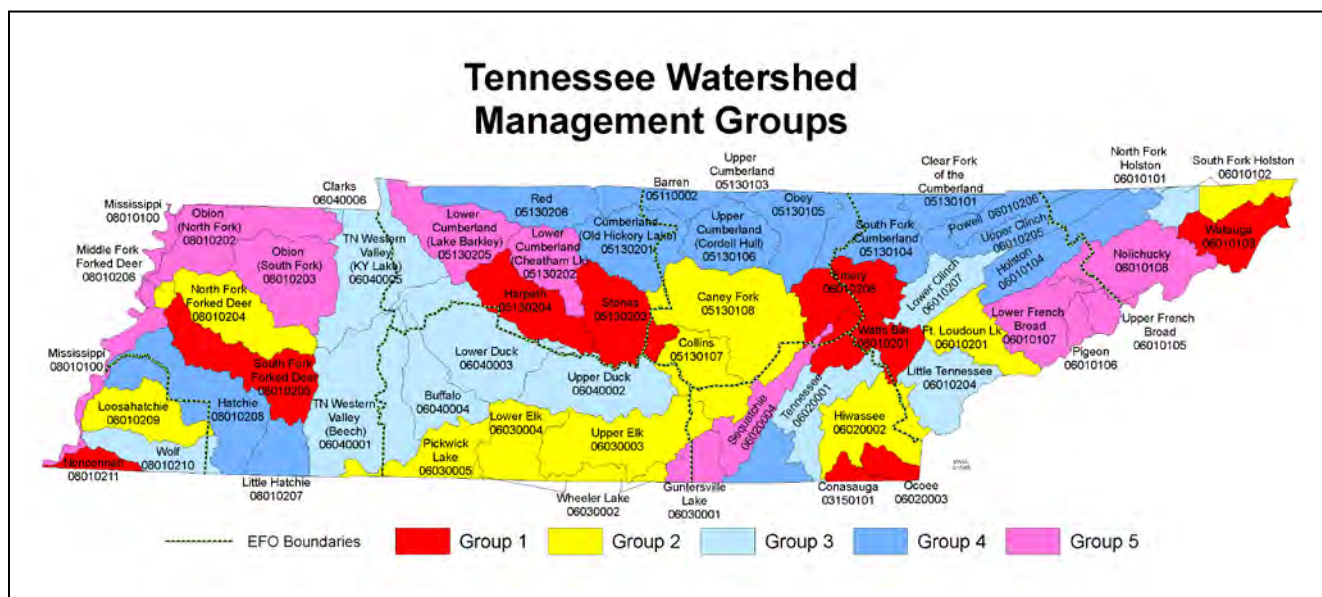 Tennessee Watershed
Management Groups
Mississippi
08010100
Clarks
06040006
Barren
05110002
Upper
Cumberland
05130103
Clear Fork
of the
Cumberland
05130101
North Fork
Holston
06010101
South Fork Holston
06010102
Obion
(North Fork)
08010202
Middle Fork
Forked Deer
08010206
Obion
(South Fork)
08010203
TN Western
Valley
(KY Lake)
06040005
Lower
Cumberland
(Lake Barkley)
05130205
Red
05130206
Lower
Cumberland
(Cheatham Lk)
05130202
Cumberland
(Old Hickory Lake)
05130201
Upper
Cumberland
(Cordell Hull)
05130106
Obey
05130105
South Fork
Cumberland
05130104
Powell 06010206
Upper Clinch
06010205
Watauga
06010103
North Fork
Forked Deer
08010204
Harpeth
05130204
Stones
05130203
Caney Fork
05130108
Emory
06010208
Lower Clinch
06010207
Holston
06010104
Nolichucky
06010108
Mississippi
08010100
South Fork
Forked Deer
08010205
Lower Duck
06040003
Upper Duck
06040002
Collins
05130107
Watts Bar
06010201
Ft. Loudoun Lk
06010201
Lower French
Broad
06010107
Pigeon
06010106
Upper French
Broad
06010105
Loosahatchie
08010209
Hatchie
08010208
TN Western
Valley
(Beech)
06040001
Buffalo
06040004
Lower Elk
06030004
Upper Elk
06030003
Sequatchie
06020004
Tennessee
06020001
Little Tennessee
06010204
Hiwassee
06020002
Nonconnah
08010211
Wolf
08010210
Pickwick
Lake
06030005
Little Hatchie
08010207
Wheeler Lake
06030002
Guntersville
Lake
06030001
Conasauga
03150101
Ocoee
06020003
EFO Boundaries
Group 1
Group 2
Group 3
Group 4
Group 5